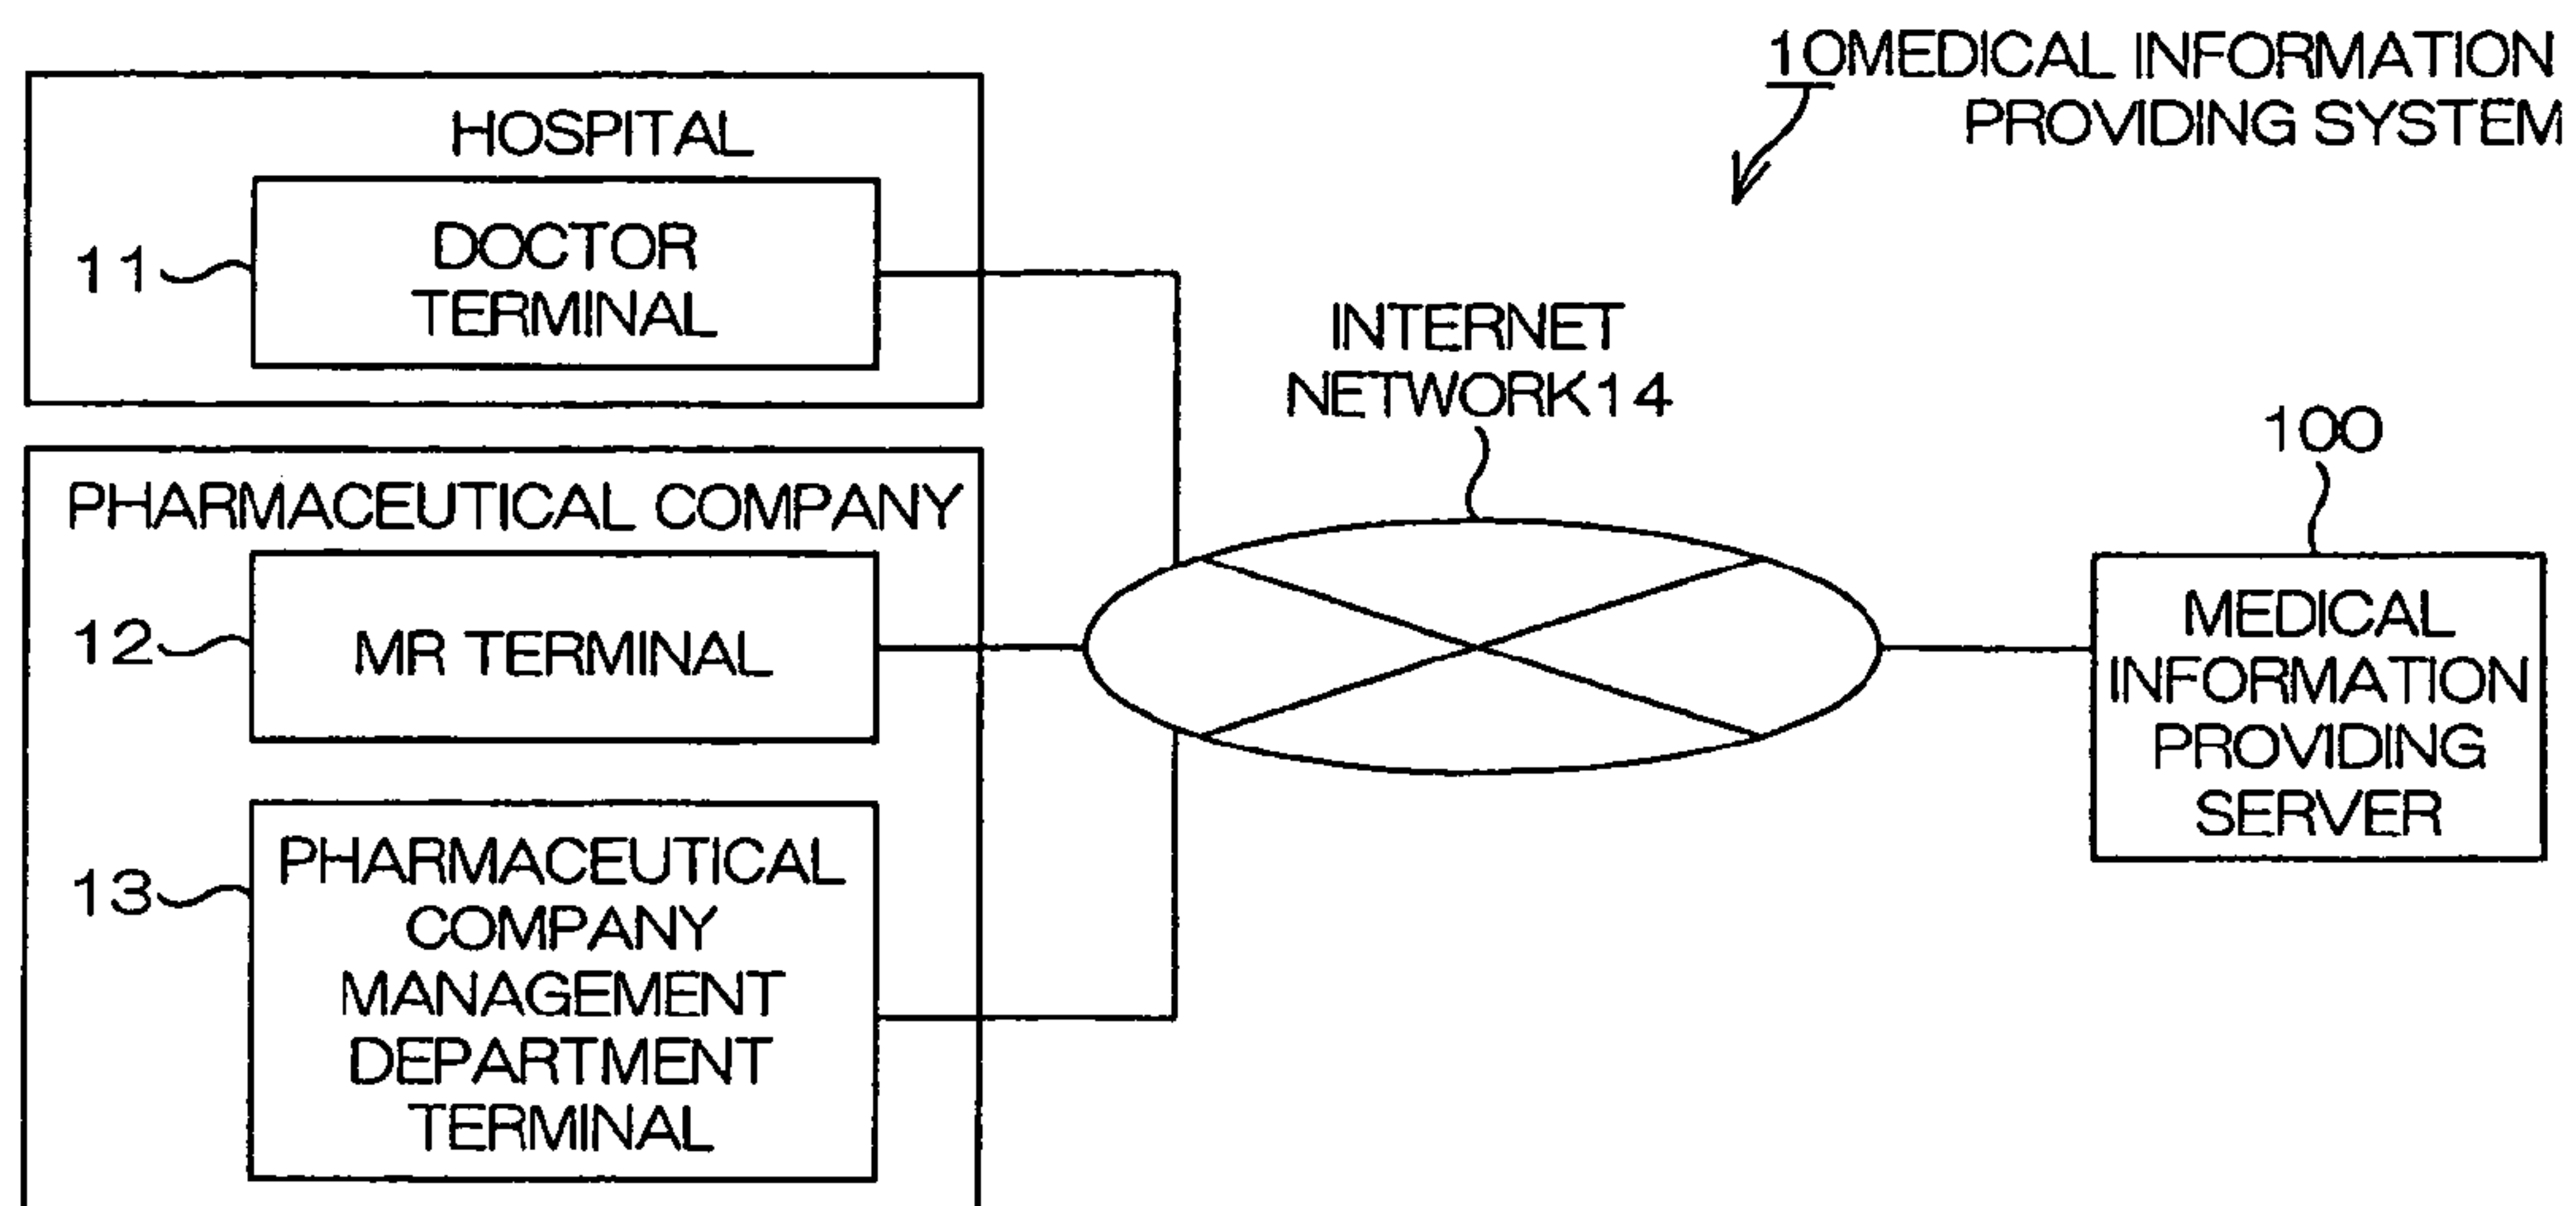 10MEDICAL INFORMATION
PROVIDING SYSTEM
HOSPITAL
11
DOCTOR
TERMINAL
INTERNET
NETWORK14
100
PHARMACEUTICAL COMPANY
12
MR TERMINAL
MEDICAL
INFORMATION
PROVIDING
SERVER
13
PHARMACEUTICAL
COMPANY
MANAGEMENT
DEPARTMENT
TERMINAL